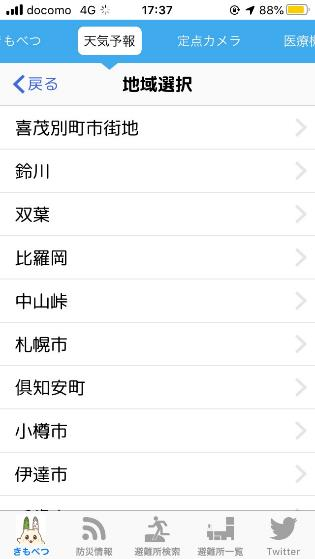 docomo 4G 17:37 88%
きもべつ 天気予報 定点カメラ 医療機
戻る 地域選択
喜茂別町市街地
鈴川
双葉
比羅岡
中山峠
札幌市
倶知安町
小樽市
伊達市
きもべつ 防災情報 避難所検索 避難所一覧 Twitter